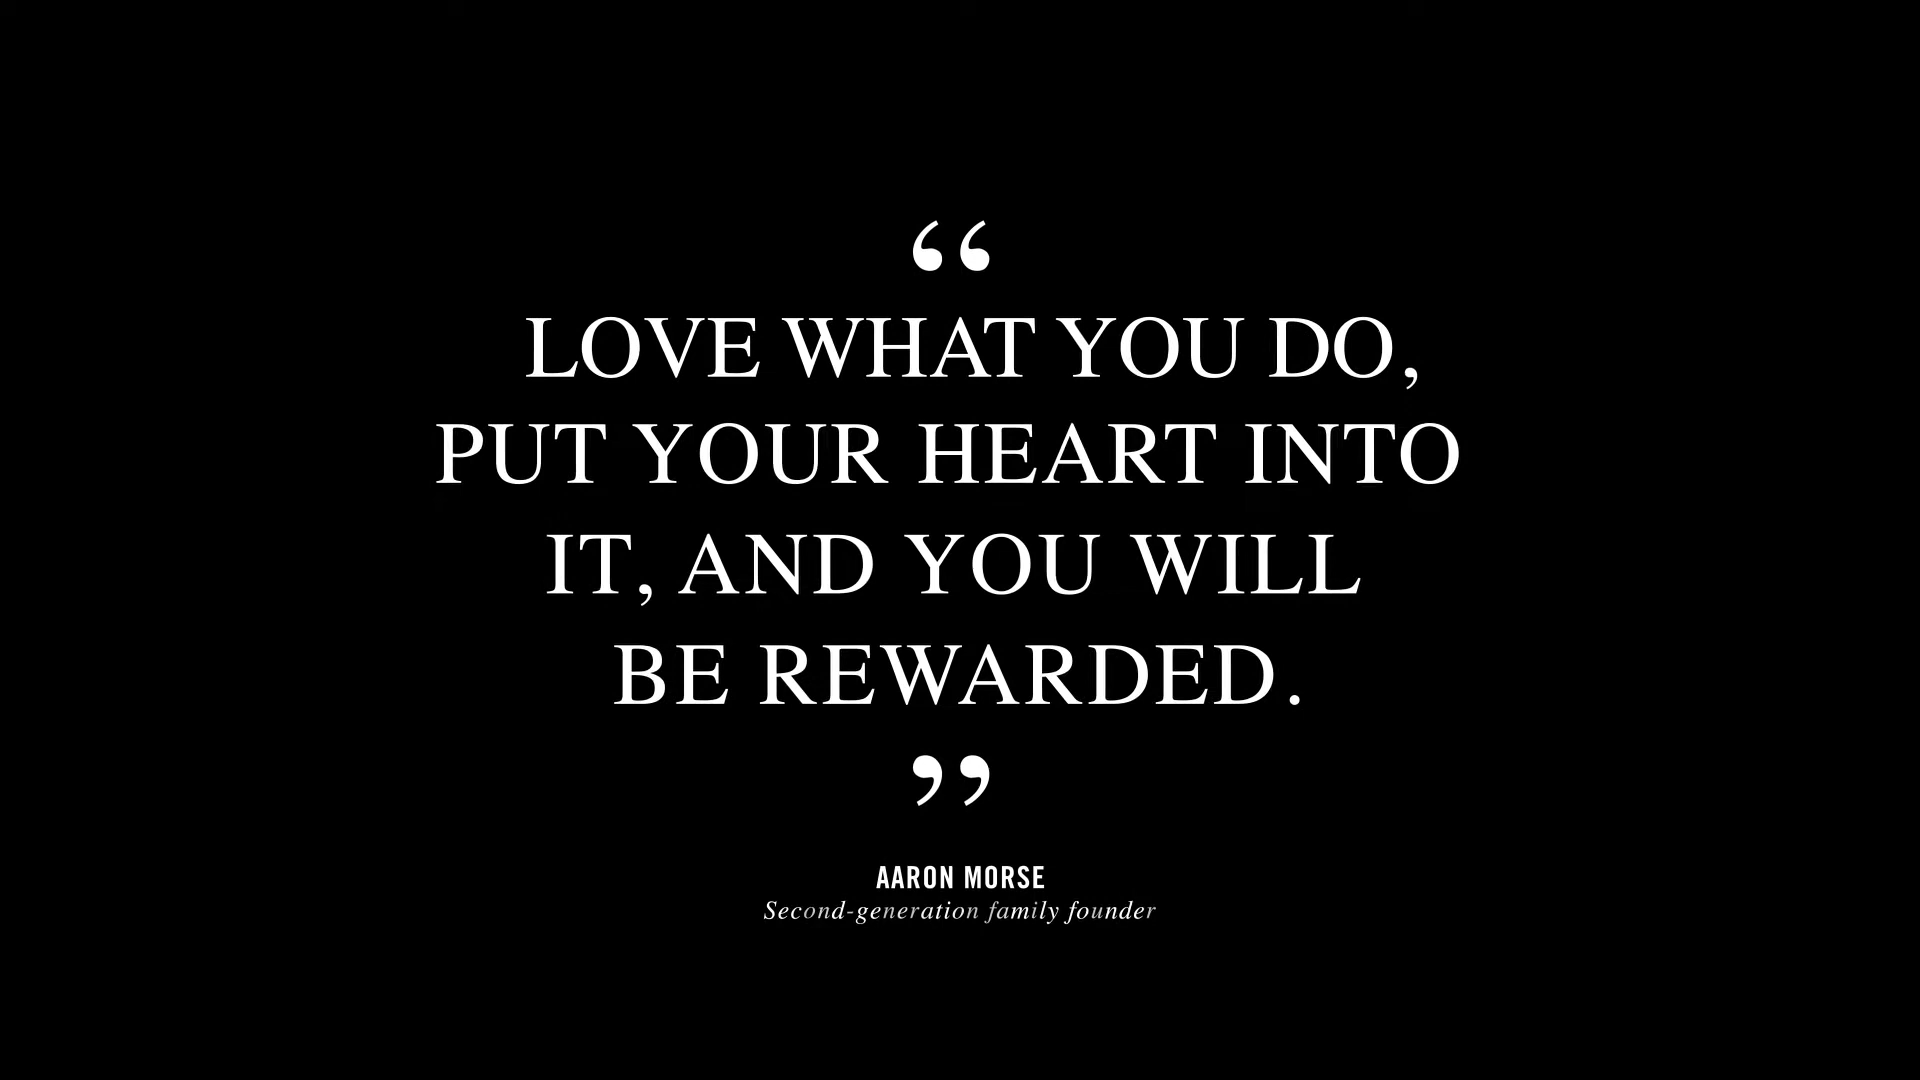 “
LOVE WHAT YOU DO,
PUT YOUR HEART INTO
IT, AND YOU WILL
BE REWARDED.
”
AARON MORSE
Second-generation family founder